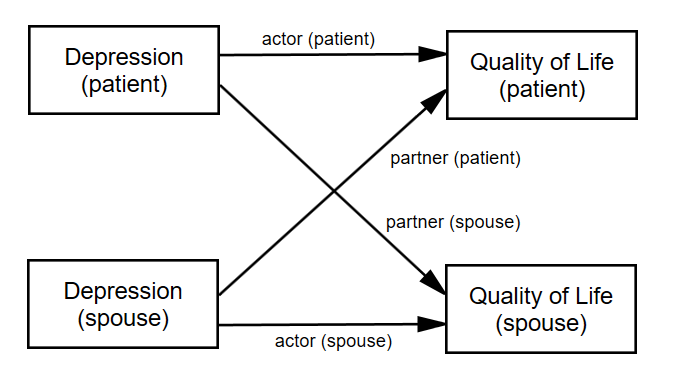 actor (patient)
Depression
(patient)
Quality of Life
(patient)
partner (patient)
partner (spouse)
Depression
(spouse)
Quality of Life
(spouse)
actor (spouse)